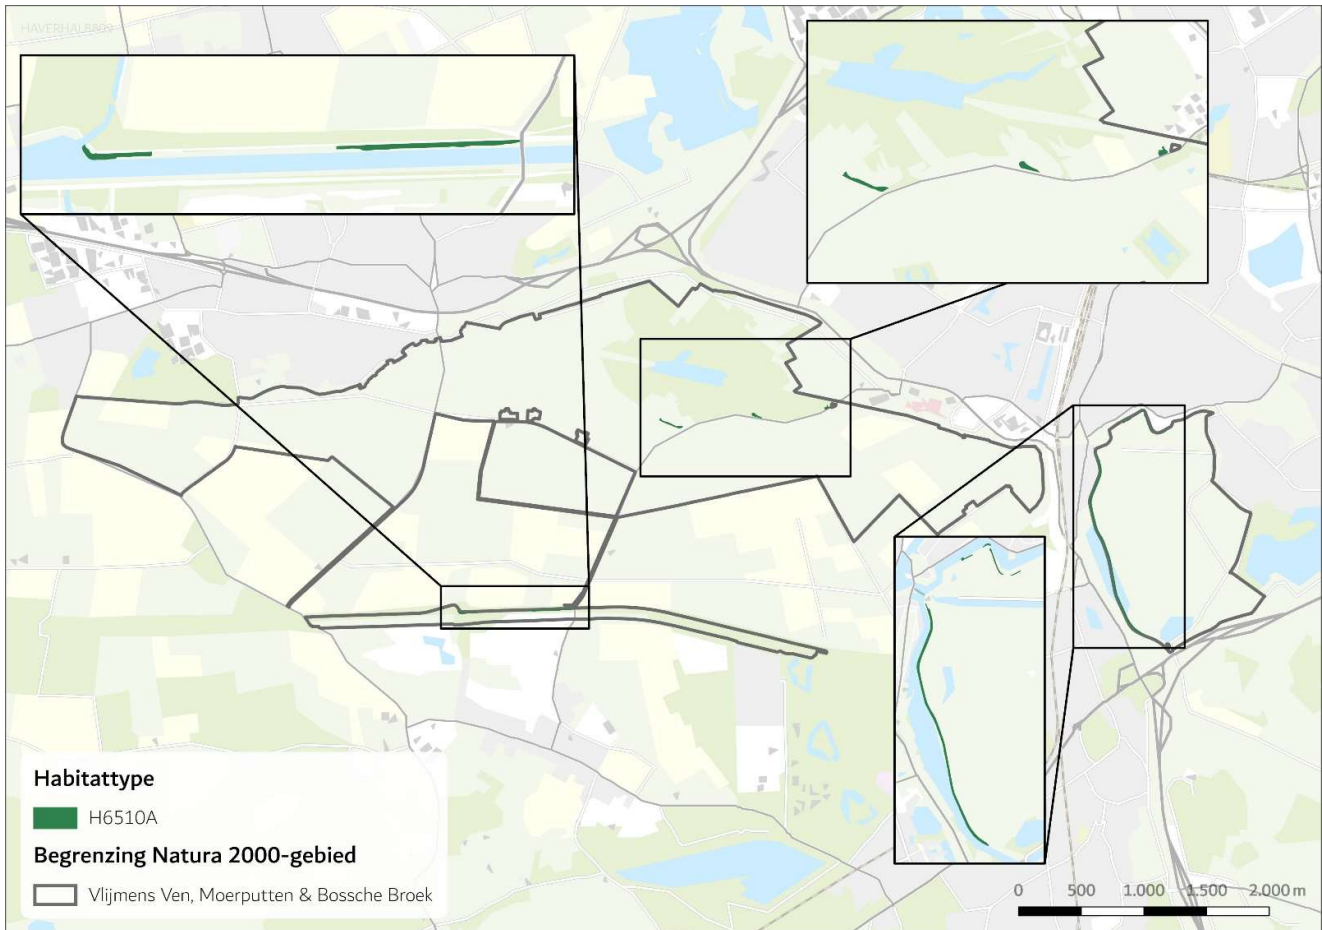 HAVERHAL8809
Habitattype
H6510A
Begrenzing Natura 2000-gebied
Vlijmens Ven, Moerputten & Bossche Broek
0 500 1.000 1.500 2.000 m